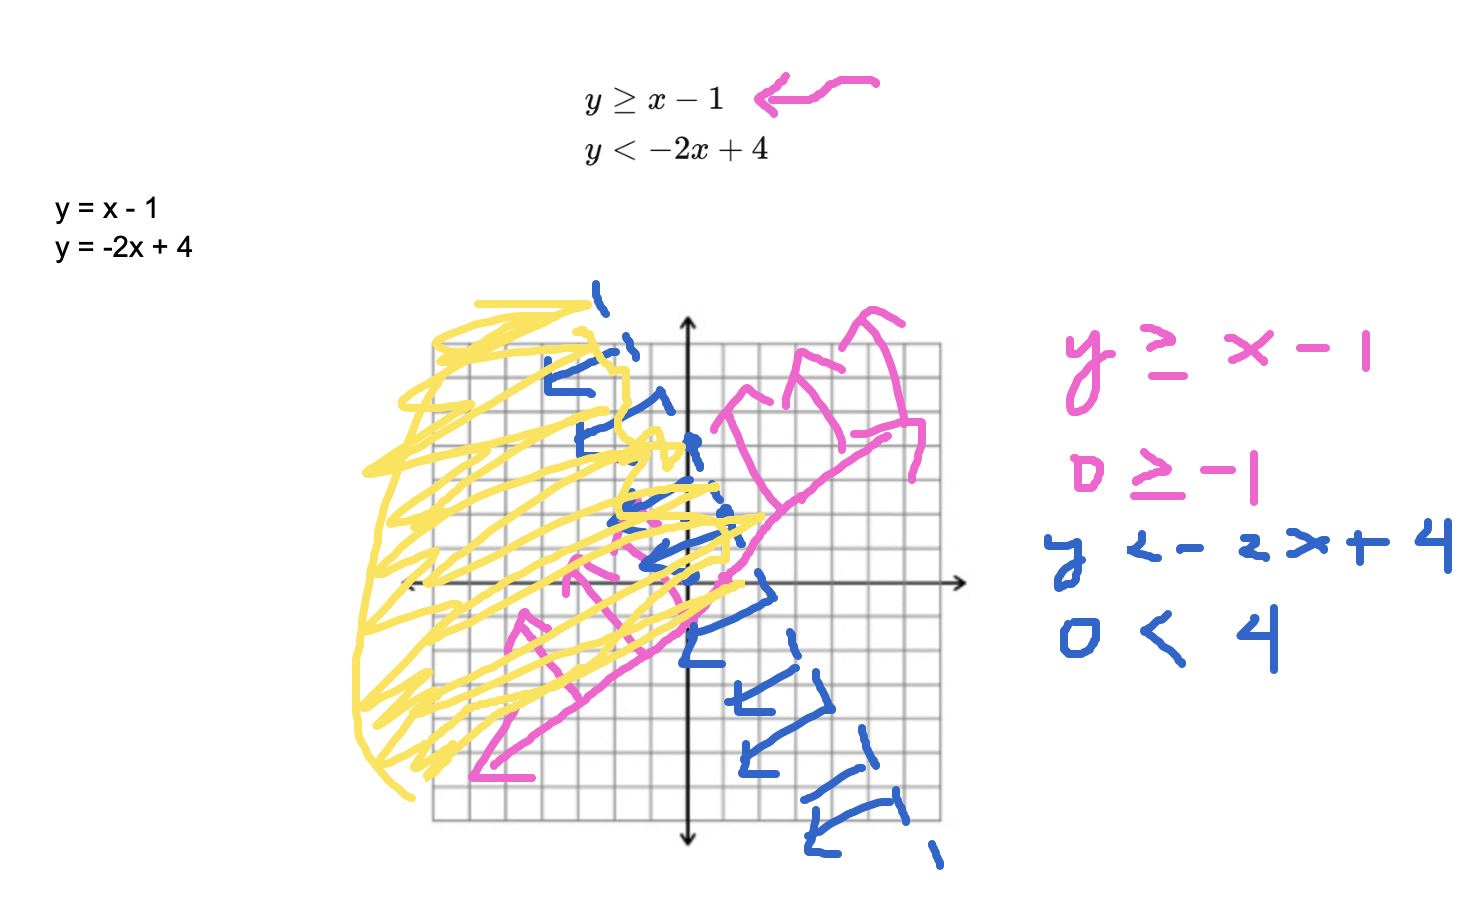 y ≥ x − 1
y < −2x + 4
y = x - 1
y = -2x + 4
y ≥ x - 1
0 ≥ -1
y < - 2x + 4
0 < 4